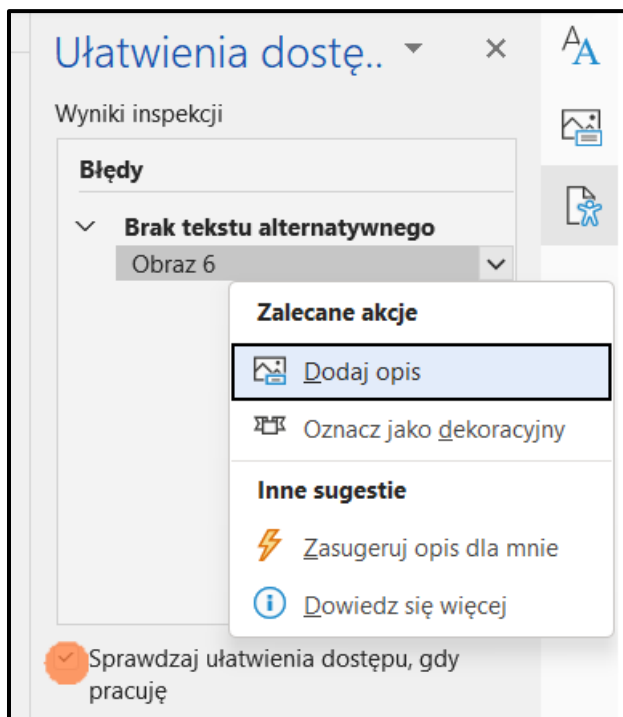 Ułatwienia dostę..
Wyniki inspekcji
Błędy
Brak tekstu alternatywnego
Obraz 6
Zalecane akcje
Dodaj opis
Oznacz jako dekoracyjny
Inne sugestie
Zasugeruj opis dla mnie
Dowiedz się więcej
Sprawdzaj ułatwienia dostępu, gdy
pracuję